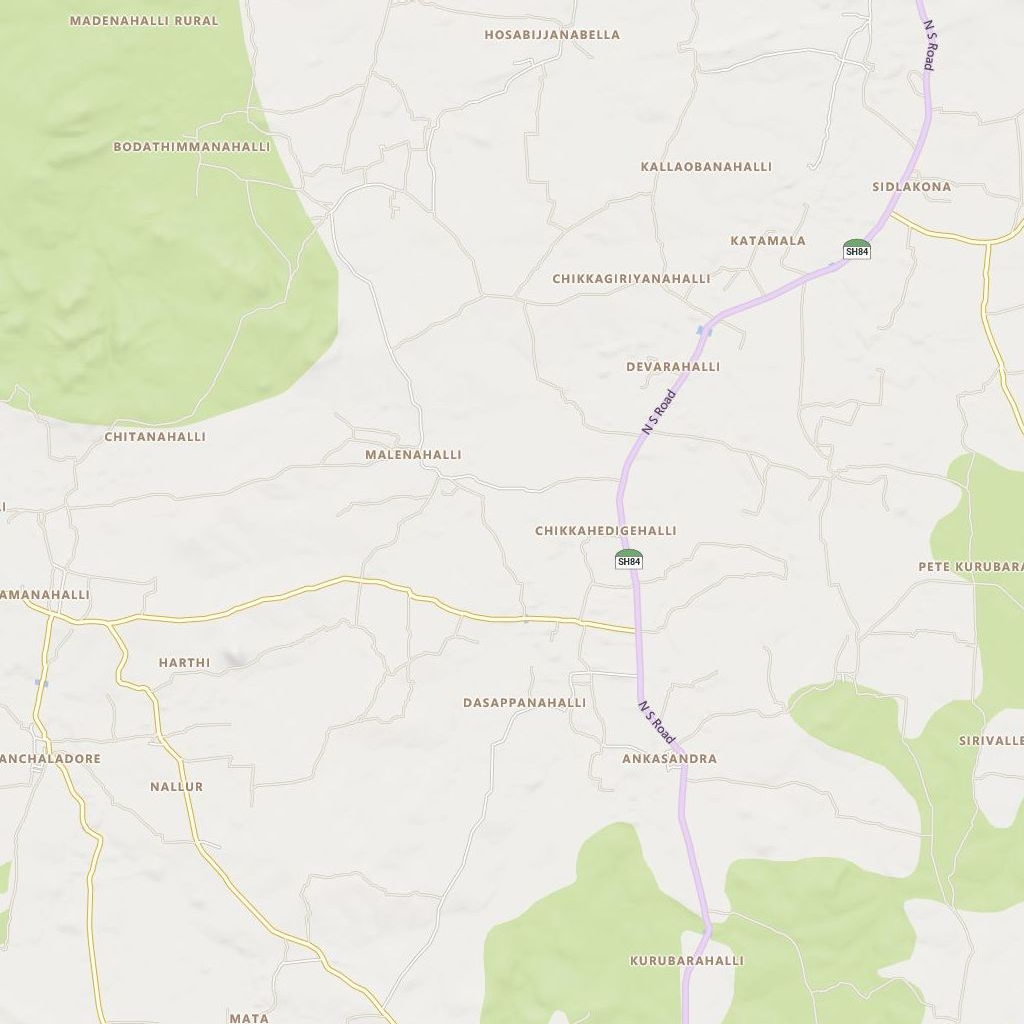 MADENAHALLI RURAL
HOSABIJJANABELLA
N S Road
BODATHIMMANAHALLI
KALLAOBANAHALLI
SIDLAKONA
KATAMALA
SH84
CHIKKAGIRIYANAHALLI
DEVARAHALLI
N S Road
CHITANAHALLI
MALENAHALLI
LI
CHIKKAHEDIGEHALLI
SH84
PETE KURUBARA
AMANAHALLI
HARTHI
DASAPPANAHALLI
N S Road
SIRIVALLE
ANCHALADORE
ANKASANDRA
NALLUR
KURUBARAHALLI
MATA